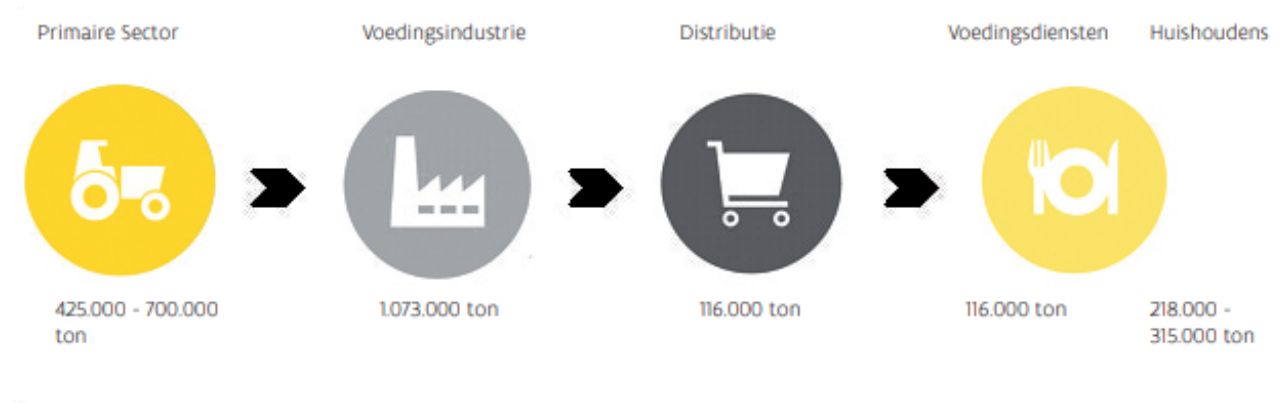 Primaire Sector
Voedingsindustrie
Distributie
Voedingsdiensten
Huishoudens
425.000 - 700.000
ton
1.073.000 ton
116.000 ton
116.000 ton
218.000 -
315.000 ton